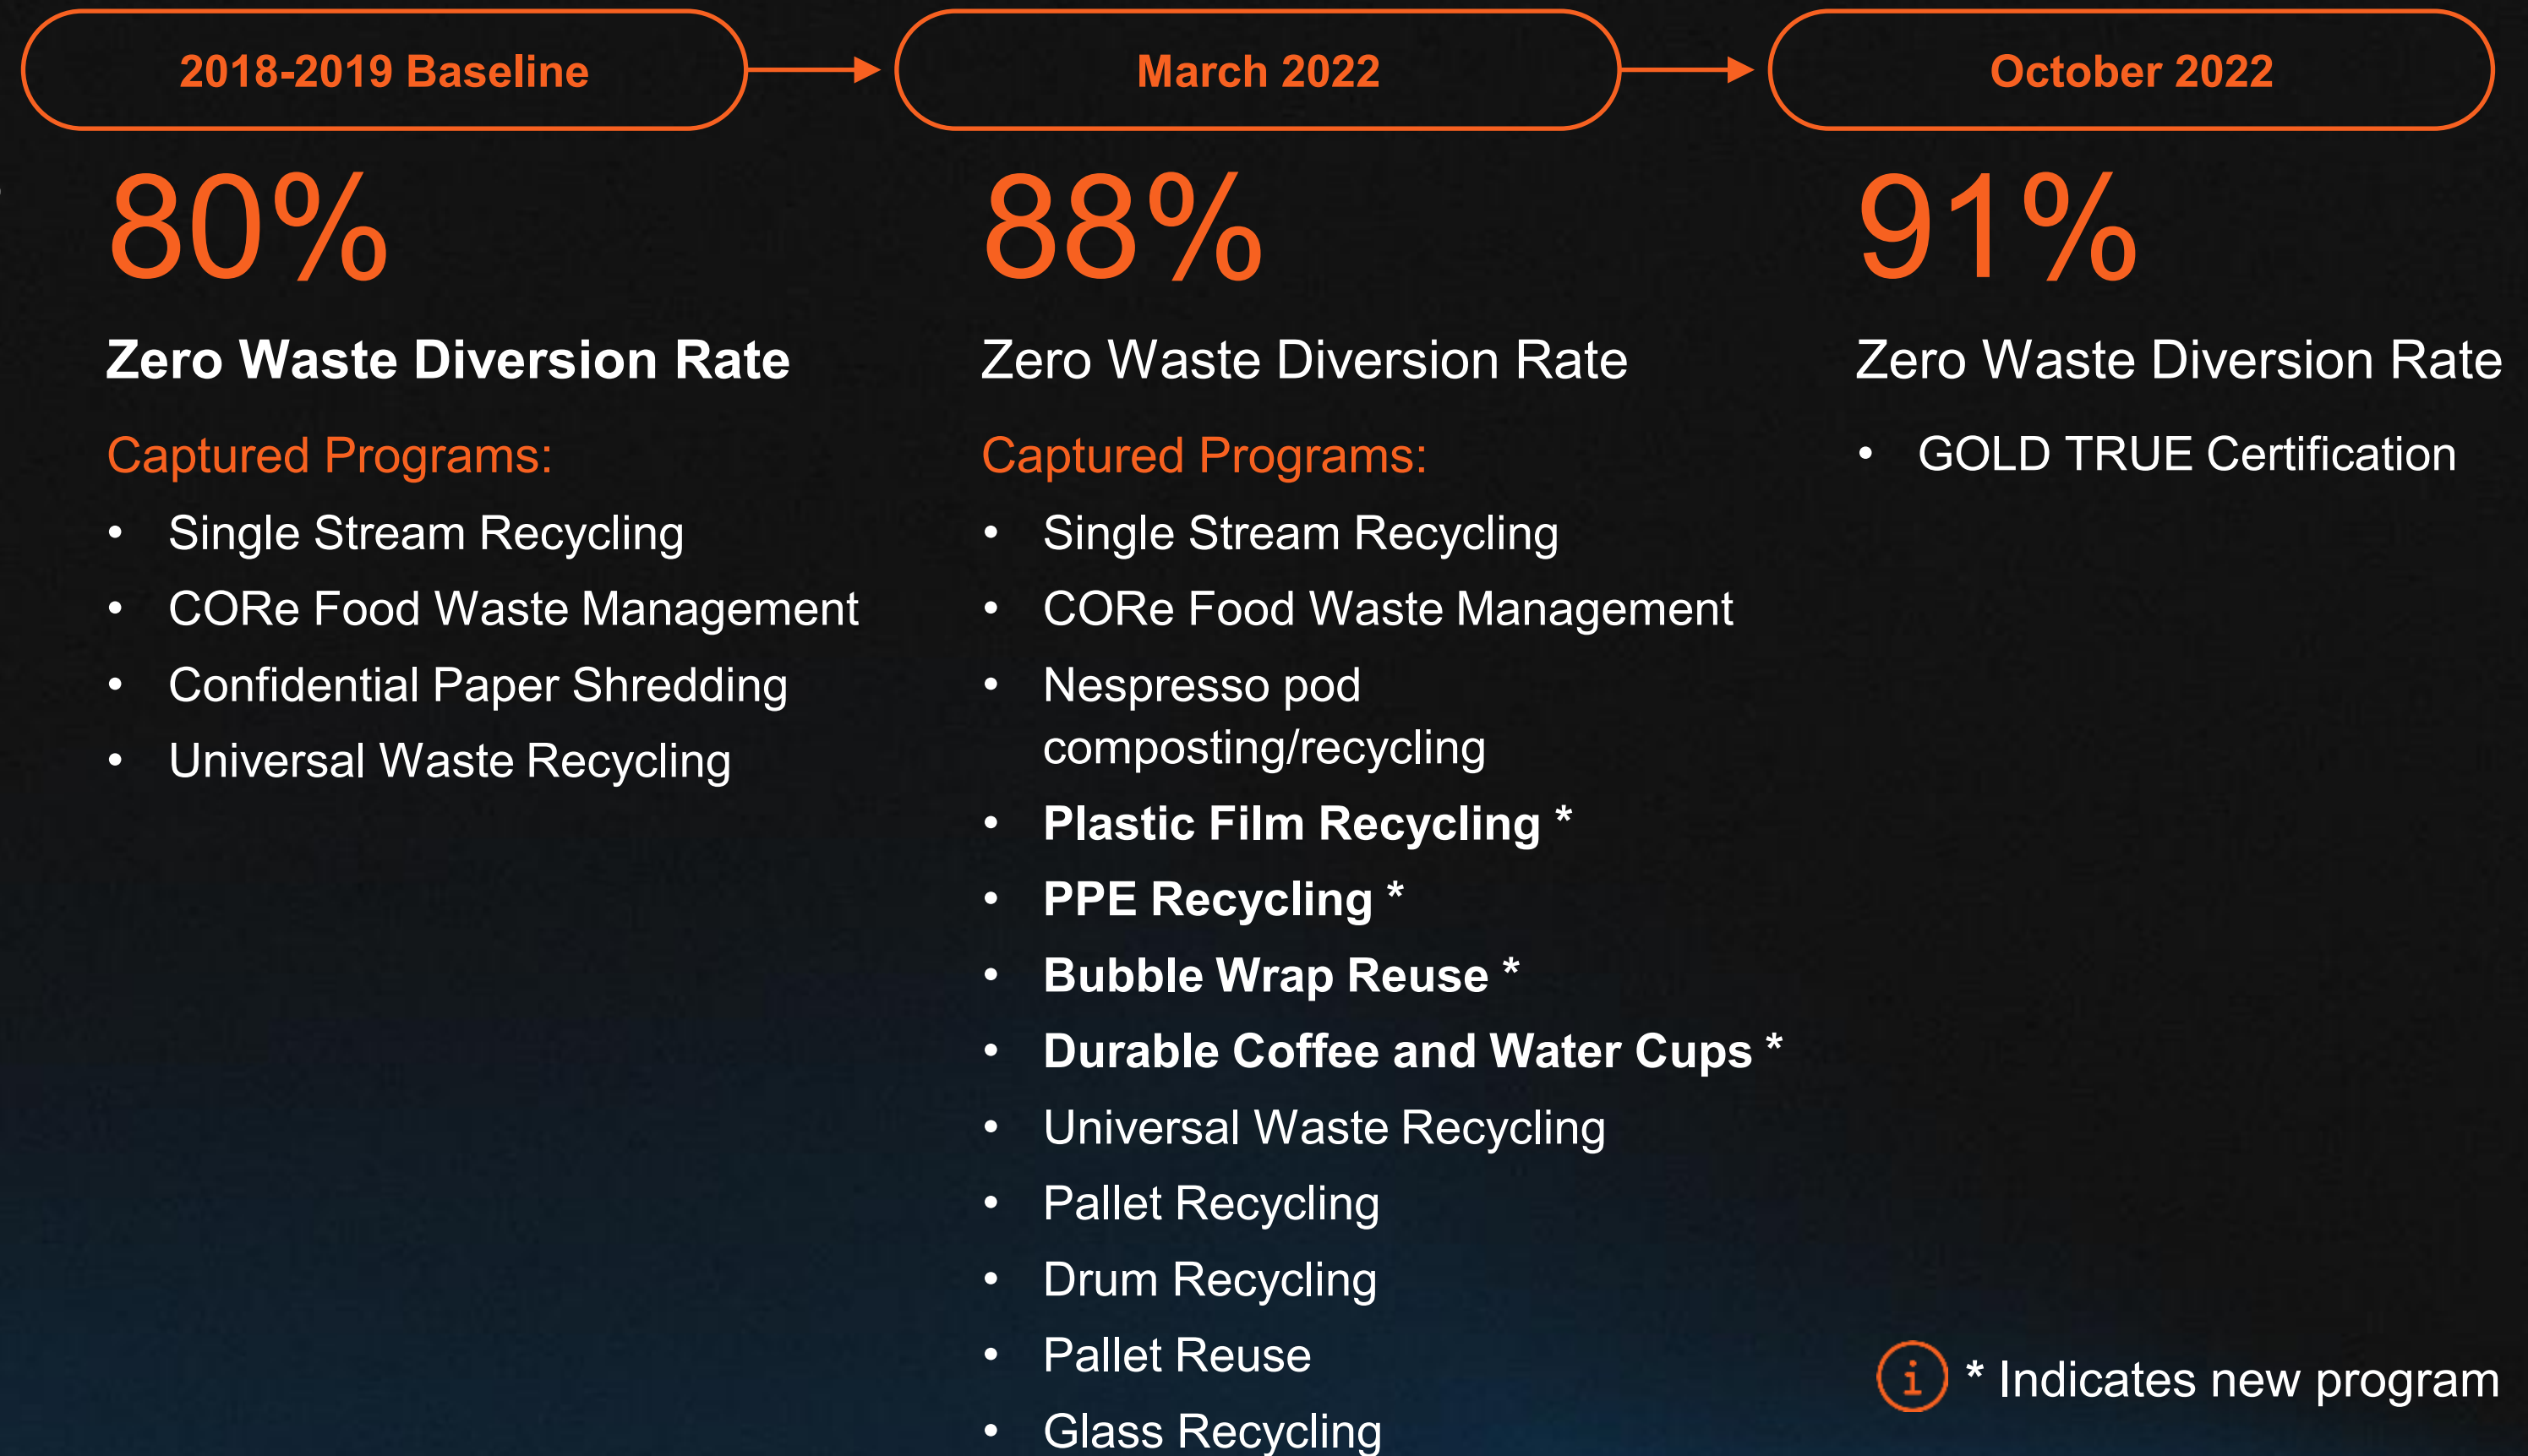 2018-2019 Baseline
80%
Zero Waste Diversion Rate
Captured Programs:
• Single Stream Recycling
• CORe Food Waste Management
• Confidential Paper Shredding
• Universal Waste Recycling
March 2022
88%
Zero Waste Diversion Rate
Captured Programs:
• Single Stream Recycling
• CORe Food Waste Management
• Nespresso pod
composting/recycling
• Plastic Film Recycling *
• PPE Recycling *
• Bubble Wrap Reuse *
• Durable Coffee and Water Cups *
• Universal Waste Recycling
• Pallet Recycling
• Drum Recycling
• Pallet Reuse
• Glass Recycling
October 2022
91%
Zero Waste Diversion Rate
• GOLD TRUE Certification
i * Indicates new program